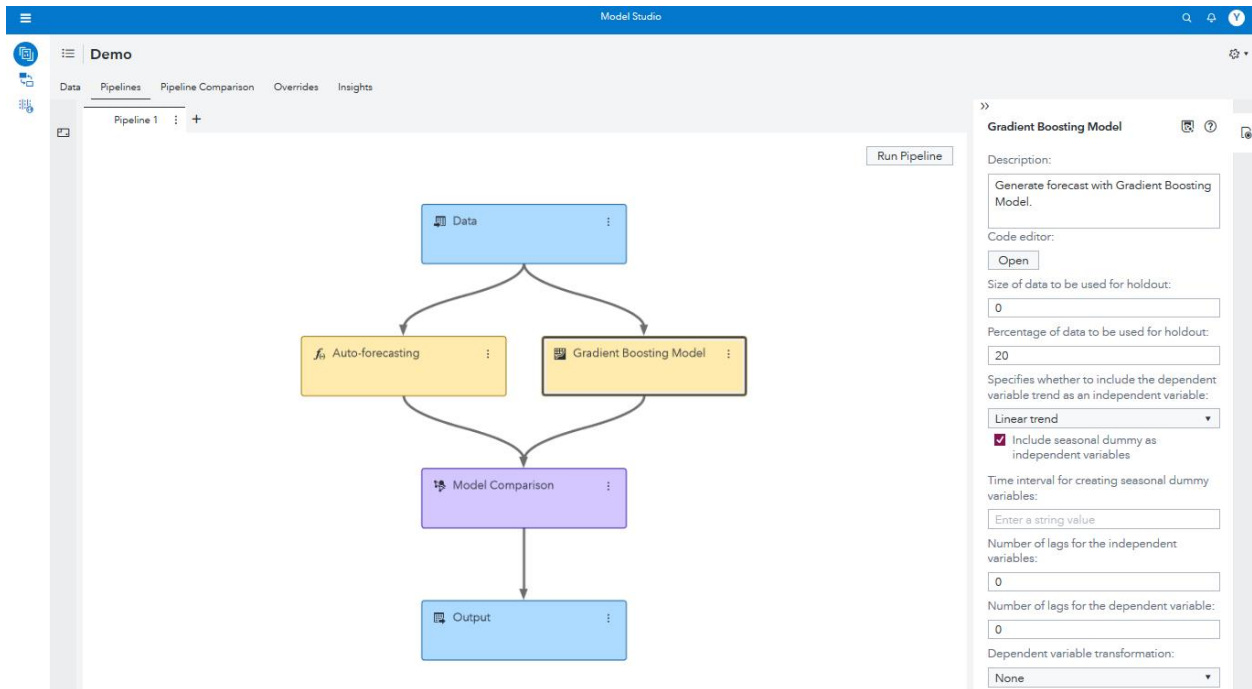 Model Studio
Y
Demo
Data Pipelines Pipeline Comparison Overrides Insights
Pipeline 1
Run Pipeline
Data
Auto-forecasting
Gradient Boosting Model
Model Comparison
Output
Gradient Boosting Model
Description:
Generate forecast with Gradient Boosting
Model.
Code editor:
Open
Size of data to be used for holdout:
0
Percentage of data to be used for holdout:
20
Specifies whether to include the dependent
variable trend as an independent variable:
Linear trend
Include seasonal dummy as
independent variables
Time interval for creating seasonal dummy
variables:
Enter a string value
Number of lags for the independent
variables:
0
Number of lags for the dependent variable:
0
Dependent variable transformation:
None